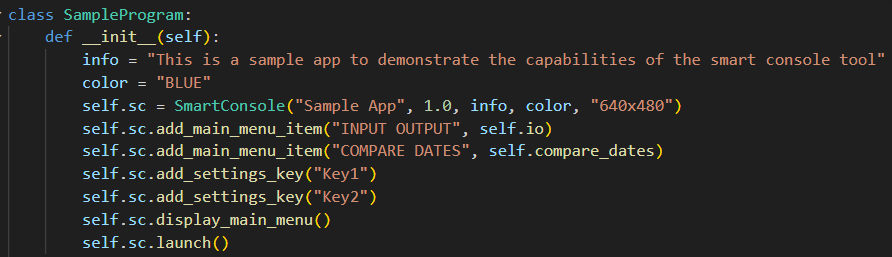 class SampleProgram:
    def __init__(self):
        info = "This is a sample app to demonstrate the capabilities of the smart console tool"
        color = "BLUE"
        self.sc = SmartConsole("Sample App", 1.0, info, color, "640x480")
        self.sc.add_main_menu_item("INPUT OUTPUT", self.io)
        self.sc.add_main_menu_item("COMPARE DATES", self.compare_dates)
        self.sc.add_settings_key("Key1")
        self.sc.add_settings_key("Key2")
        self.sc.display_main_menu()
        self.sc.launch()